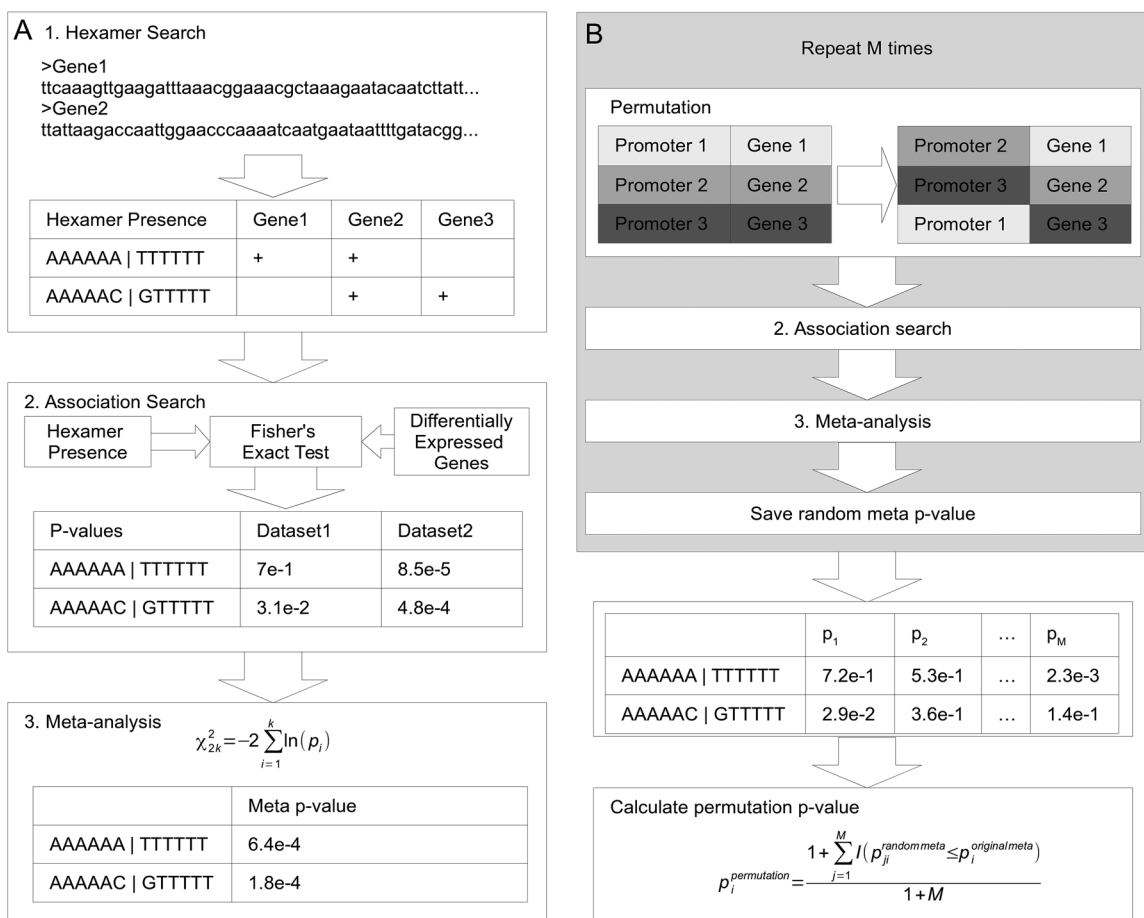 A
1. Hexamer Search
>Gene1
ttcaaagttgaagatttaaacggaaacgctaaagaatacaatcttatt...
>Gene2
ttattaagaccaattggaacccaaaatcaatgaataattttgatacgg...
Hexamer Presence Gene1 Gene2 Gene3
AAAAAA | TTTTTT + +
AAAAAC | GTTTTT + +
2. Association Search
Hexamer
Presence
Fisher's
Exact Test
Differentially
Expressed
Genes
P-values Dataset1 Dataset2
AAAAAA | TTTTTT 7e-1 8.5e-5
AAAAAC | GTTTTT 3.1e-2 4.8e-4
3. Meta-analysis
χ²₂ₖ=−2∑ᵢ₌₁ᵏ ln(pᵢ)
Meta p-value
AAAAAA | TTTTTT 6.4e-4
AAAAAC | GTTTTT 1.8e-4
B
Repeat M times
Permutation
Promoter 1 Gene 1 Promoter 2 Gene 1
Promoter 2 Gene 2 Promoter 3 Gene 2
Promoter 3 Gene 3 Promoter 1 Gene 3
2. Association search
3. Meta-analysis
Save random meta p-value
p₁ p₂ ... p_M
AAAAAA | TTTTTT 7.2e-1 5.3e-1 ... 2.3e-3
AAAAAC | GTTTTT 2.9e-2 3.6e-1 ... 1.4e-1
Calculate permutation p-value
p_i^{permutation} = (1+∑_{j=1}^{M} I(p_{ji}^{random meta} ≤ p_i^{original meta})) / (1+M)